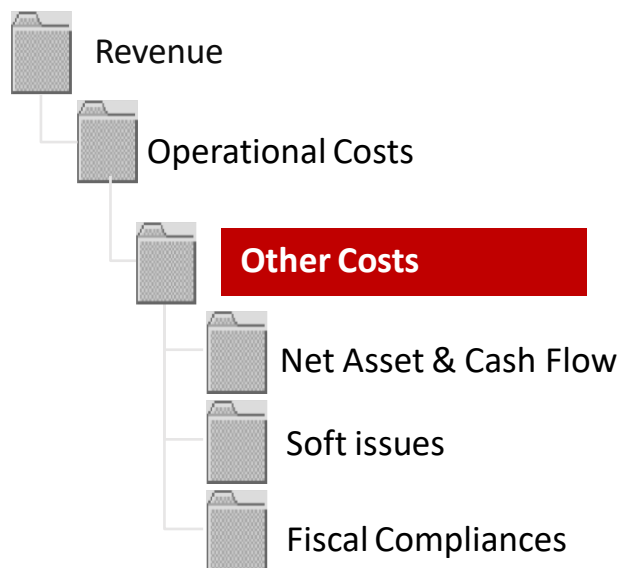 Revenue
Operational Costs
Other Costs
Net Asset & Cash Flow
Soft issues
Fiscal Compliances